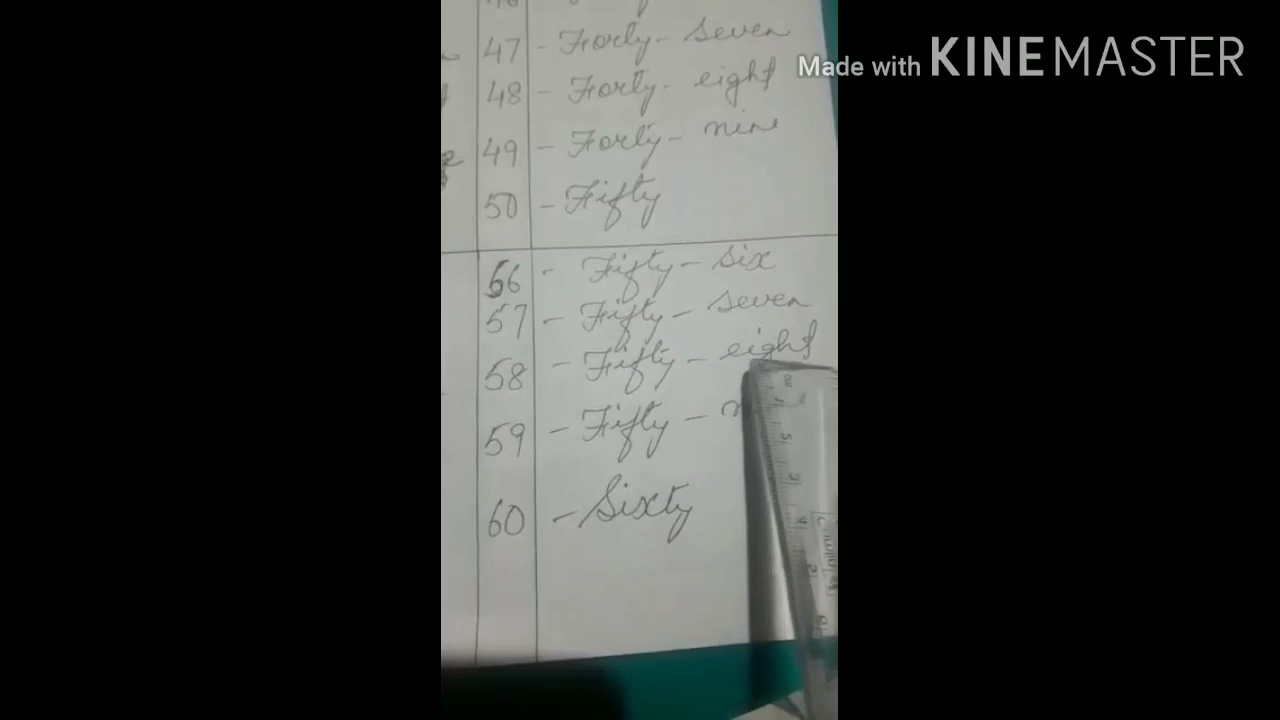 Made with KINEMASTER
47 - Forty - seven
48 - Forty - eight
49 - Forty - nine
50 - Fifty
56 - Fifty - six
57 - Fifty - seven
58 - Fifty - eight
59 - Fifty -
60 - Sixty